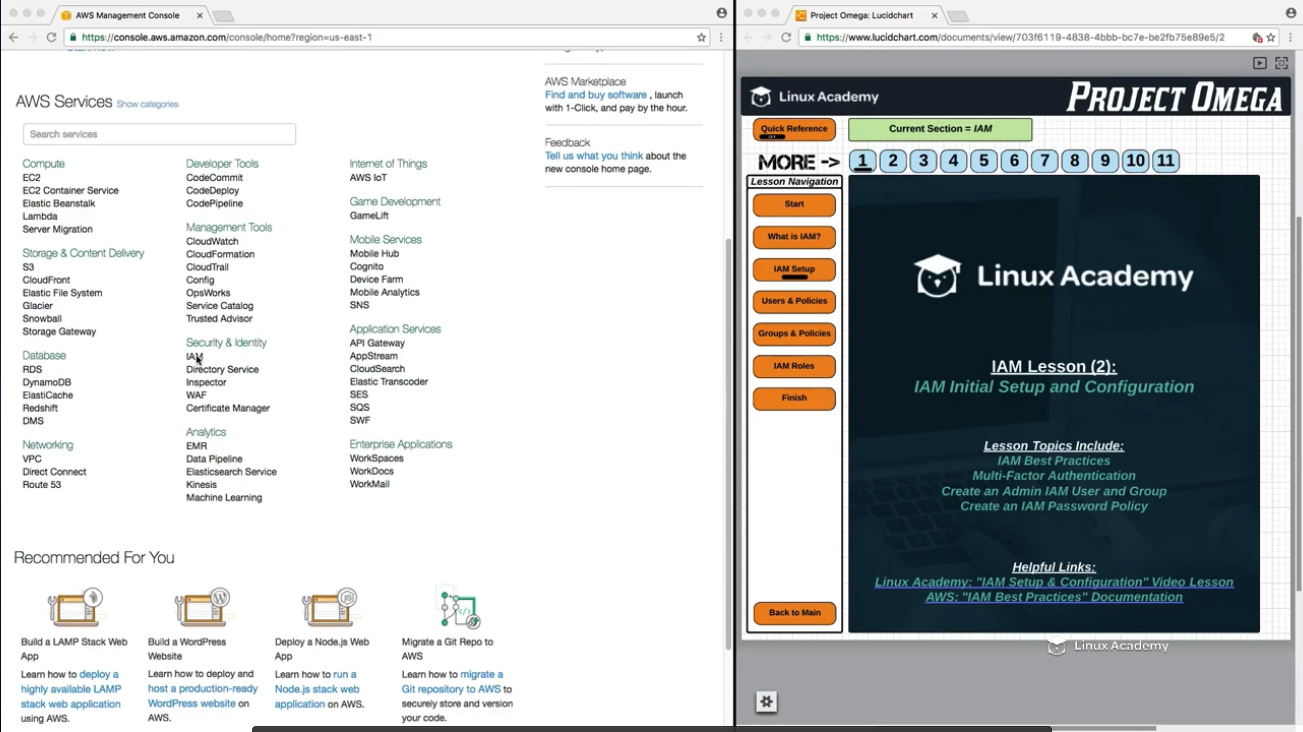 AWS Management Console
https://console.aws.amazon.com/console/home?region=us-east-1
AWS Services Show categories
Search services
Compute
EC2
EC2 Container Service
Elastic Beanstalk
Lambda
Server Migration
Storage & Content Delivery
S3
CloudFront
Elastic File System
Glacier
Snowball
Storage Gateway
Database
RDS
DynamoDB
ElastiCache
Redshift
DMS
Networking
VPC
Direct Connect
Route 53
Developer Tools
CodeCommit
CodeDeploy
CodePipeline
Management Tools
CloudWatch
CloudFormation
CloudTrail
Config
OpsWorks
Service Catalog
Trusted Advisor
Security & Identity
IAM
Directory Service
Inspector
WAF
Certificate Manager
Analytics
EMR
Data Pipeline
Elasticsearch Service
Kinesis
Machine Learning
Internet of Things
AWS IoT
Game Development
GameLift
Mobile Services
Mobile Hub
Cognito
Device Farm
Mobile Analytics
SNS
Application Services
API Gateway
AppStream
CloudSearch
Elastic Transcoder
SES
SQS
SWF
Enterprise Applications
WorkSpaces
WorkDocs
WorkMail
AWS Marketplace
Find and buy software , launch
with 1-Click, and pay by the hour.
Feedback
Tell us what you think about the
new console home page.
Recommended For You
Build a LAMP Stack Web
App
Learn how to deploy a
highly available LAMP
stack web application
using AWS.
Build a WordPress
Website
Learn how to deploy and
host a production-ready
WordPress website on
AWS.
Deploy a Node.js Web
App
Learn how to run a
Node.js stack web
application on AWS.
Migrate a Git Repo to
AWS
Learn how to migrate a
Git repository to AWS to
securely store and version
your code.
Project Omega: Lucidchart
https://www.lucidchart.com/documents/view/703f6119-4838-4bbb-bc7e-be2fb75e89e5/2
Linux Academy
PROJECT OMEGA
Quick Reference
Current Section = IAM
MORE -> 1 2 3 4 5 6 7 8 9 10 11
Lesson Navigation
Start
What is IAM?
IAM Setup
Users & Policies
Groups & Policies
IAM Roles
Finish
Back to Main
Linux Academy
IAM Lesson (2):
IAM Initial Setup and Configuration
Lesson Topics Include:
IAM Best Practices
Multi-Factor Authentication
Create an Admin IAM User and Group
Create an IAM Password Policy
Helpful Links:
Linux Academy: "IAM Setup & Configuration" Video Lesson
AWS: "IAM Best Practices" Documentation
Linux Academy